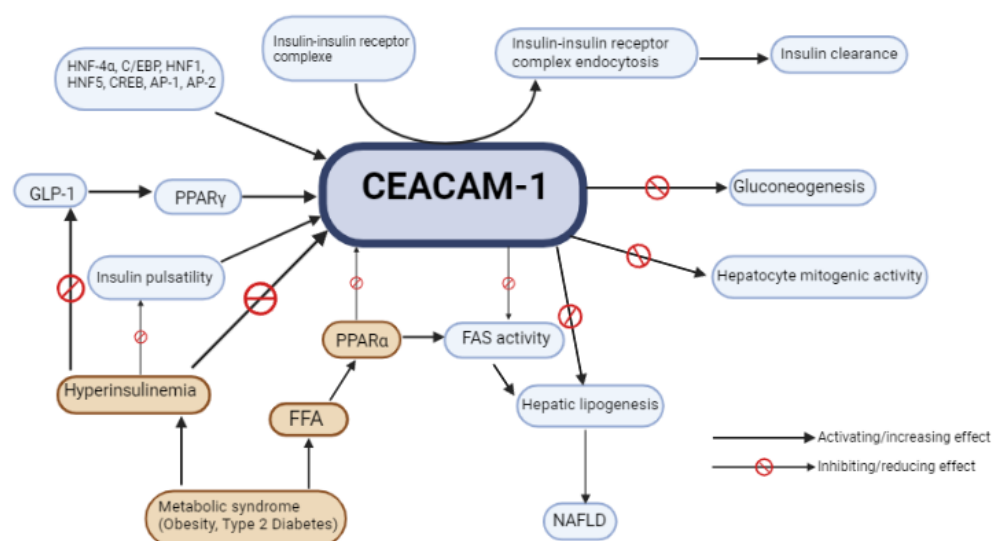 Insulin-insulin receptor
complexe
Insulin-insulin receptor
complex endocytosis
Insulin clearance
HNF-4α, C/EBP, HNF1,
HNF5, CREB, AP-1, AP-2
CEACAM-1
GLP-1
PPARγ
Gluconeogenesis
Insulin pulsatility
Hepatocyte mitogenic activity
PPARα
FAS activity
Hyperinsulinemia
FFA
Hepatic lipogenesis
Activating/increasing effect
Inhibiting/reducing effect
Metabolic syndrome
(Obesity, Type 2 Diabetes)
NAFLD